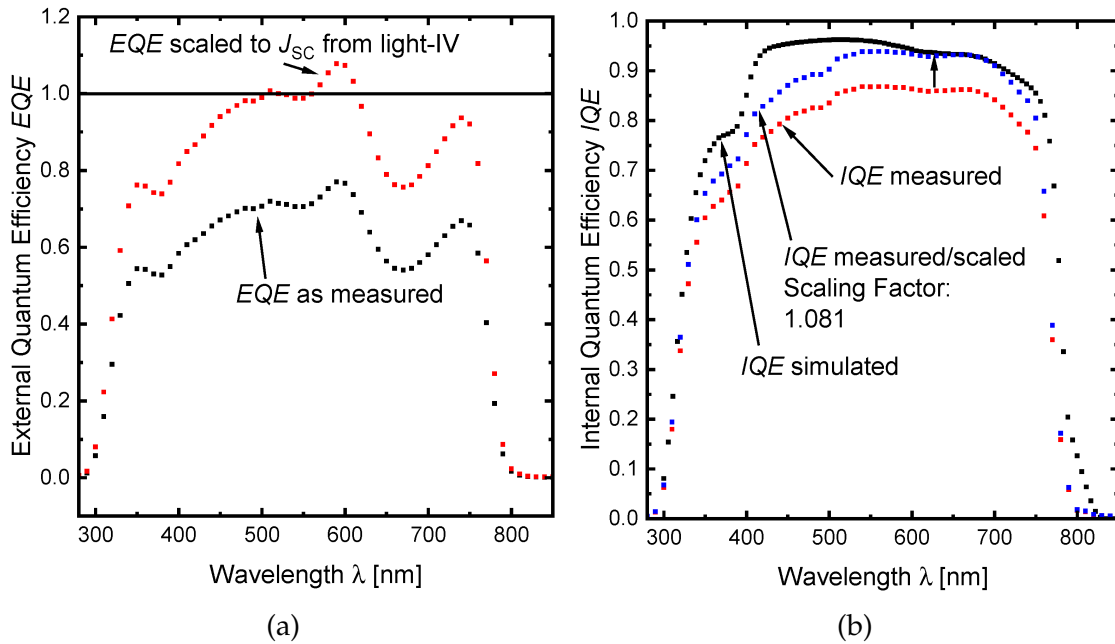 1.2
1.0
0.8
0.6
0.4
0.2
0.0
External Quantum Efficiency EQE
EQE scaled to JSC from light-IV
EQE as measured
300 400 500 600 700 800
Wavelength λ [nm]
(a)
1.0
0.9
0.8
0.7
0.6
0.5
0.4
0.3
0.2
0.1
0.0
Internal Quantum Efficiency IQE
IQE measured
IQE measured/scaled
Scaling Factor:
1.081
IQE simulated
300 400 500 600 700 800
Wavelength λ [nm]
(b)